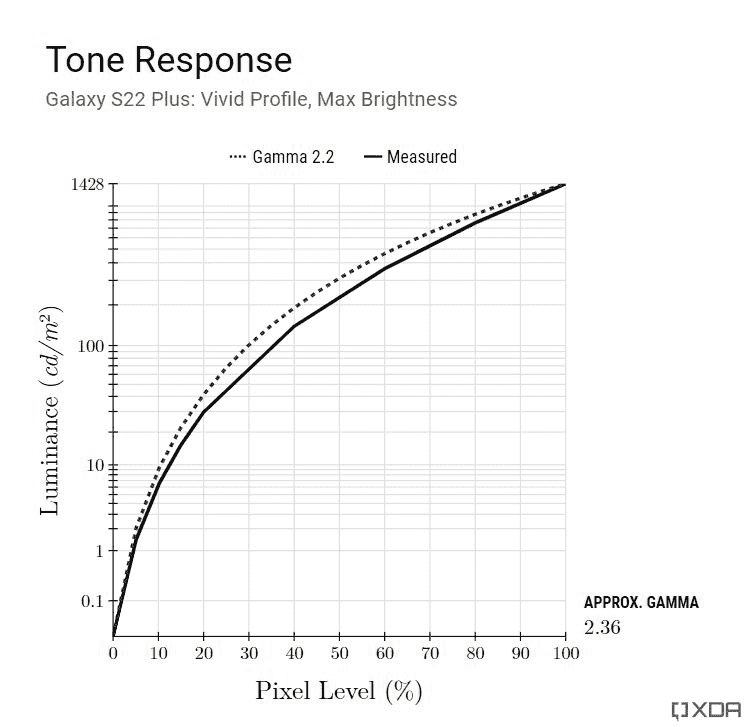 Tone Response
Galaxy S22 Plus: Vivid Profile, Max Brightness
Gamma 2.2 Measured
1428
100
10
1
0.1
Luminance (cd/m²)
0 10 20 30 40 50 60 70 80 90 100
Pixel Level (%)
APPROX. GAMMA
2.36
XDA